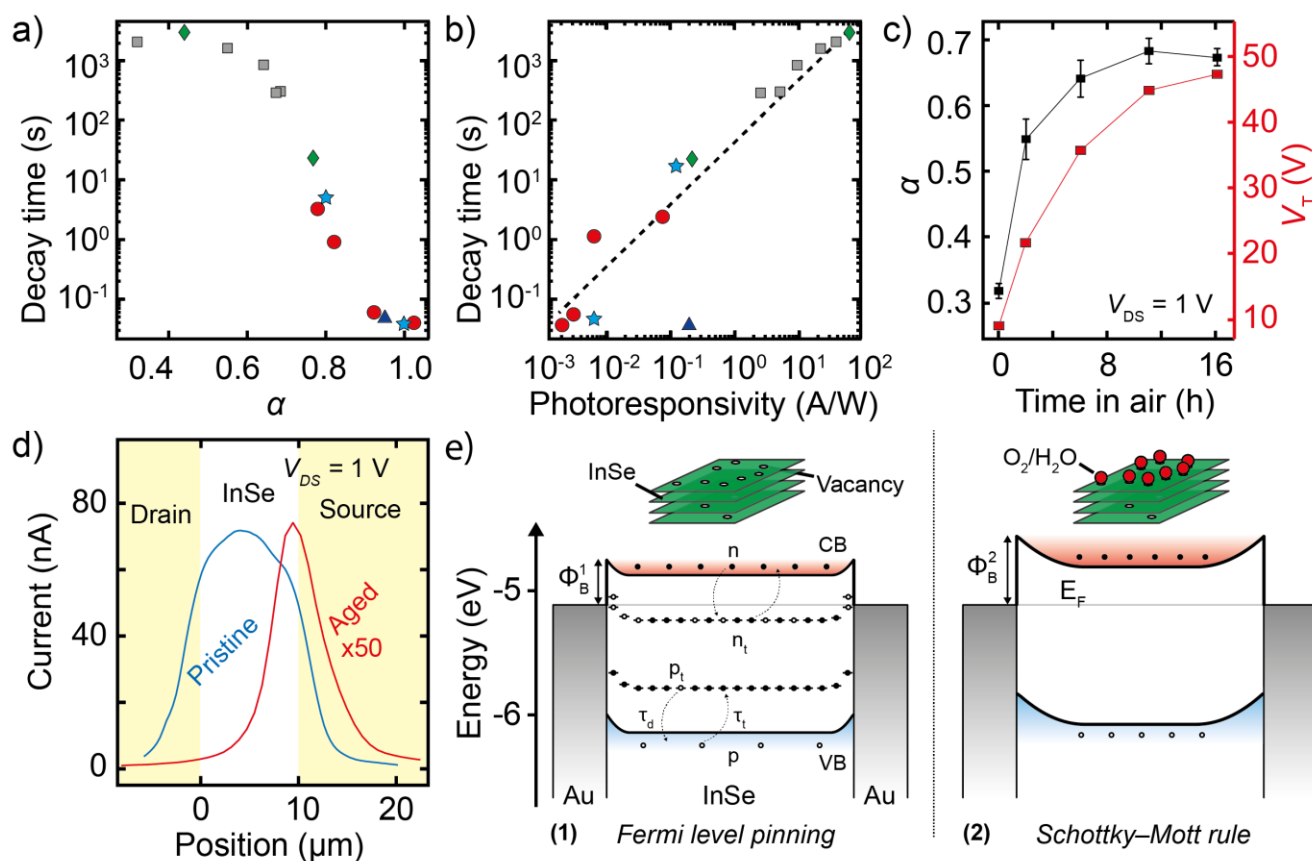 a)
Decay time (s)
10³
10²
10¹
10⁰
10⁻¹
0.4
0.6
0.8
1.0
α
b)
Decay time (s)
10³
10²
10¹
10⁰
10⁻¹
10⁻³
10⁻²
10⁻¹
10⁰
10¹
10²
Photoresponsivity (A/W)
c)
α
0.7
0.6
0.5
0.4
0.3
V_T (V)
50
40
30
20
10
V_DS = 1 V
0
8
16
Time in air (h)
d)
Current (nA)
80
40
0
V_DS = 1 V
InSe
Drain
Source
Pristine
Aged
x50
0
10
20
Position (µm)
e)
Energy (eV)
-5
-6
InSe
Vacancy
n
CB
Φ_B^1
n_t
p_t
τ_d
τ_t
p
VB
Au
InSe
Au
(1) Fermi level pinning
O₂/H₂O
Φ_B^2
E_F
(2) Schottky–Mott rule